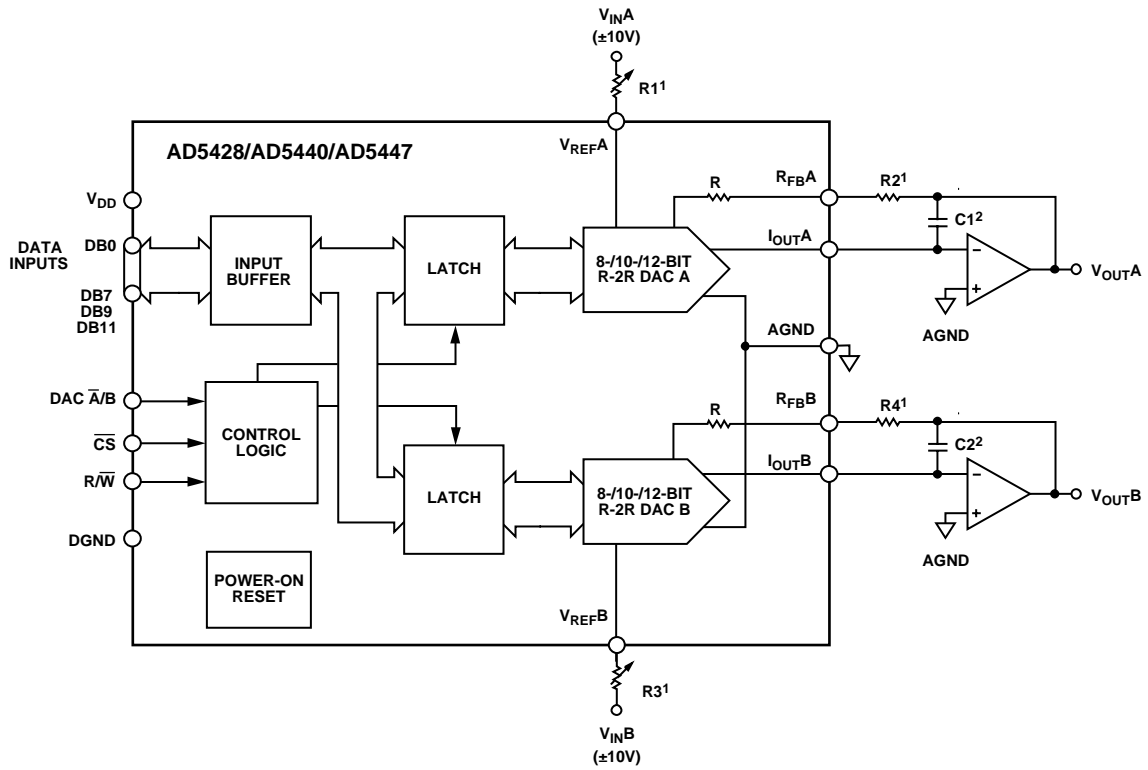 VINA
(±10V)
R1¹
VREFA
AD5428/AD5440/AD5447
R
RFBA
R2¹
VDD
C1²
DATA
INPUTS
DB0
DB7
DB9
DB11
INPUT
BUFFER
LATCH
8-/10-/12-BIT
R-2R DAC A
IOUTA
VOUTA
AGND
AGND
DAC A̅/B
C̅S̅
R/W̅
CONTROL
LOGIC
R
RFBB
R4¹
C2²
LATCH
8-/10-/12-BIT
R-2R DAC B
IOUTB
VOUTB
AGND
DGND
POWER-ON
RESET
VREFB
R3¹
VINB
(±10V)